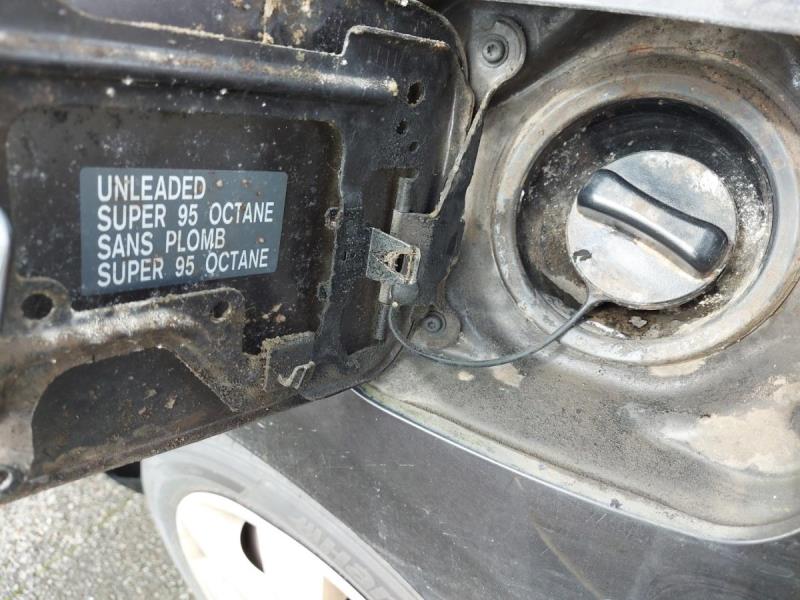 UNLEADED
SUPER 95 OCTANE
SANS PLOMB
SUPER 95 OCTANE